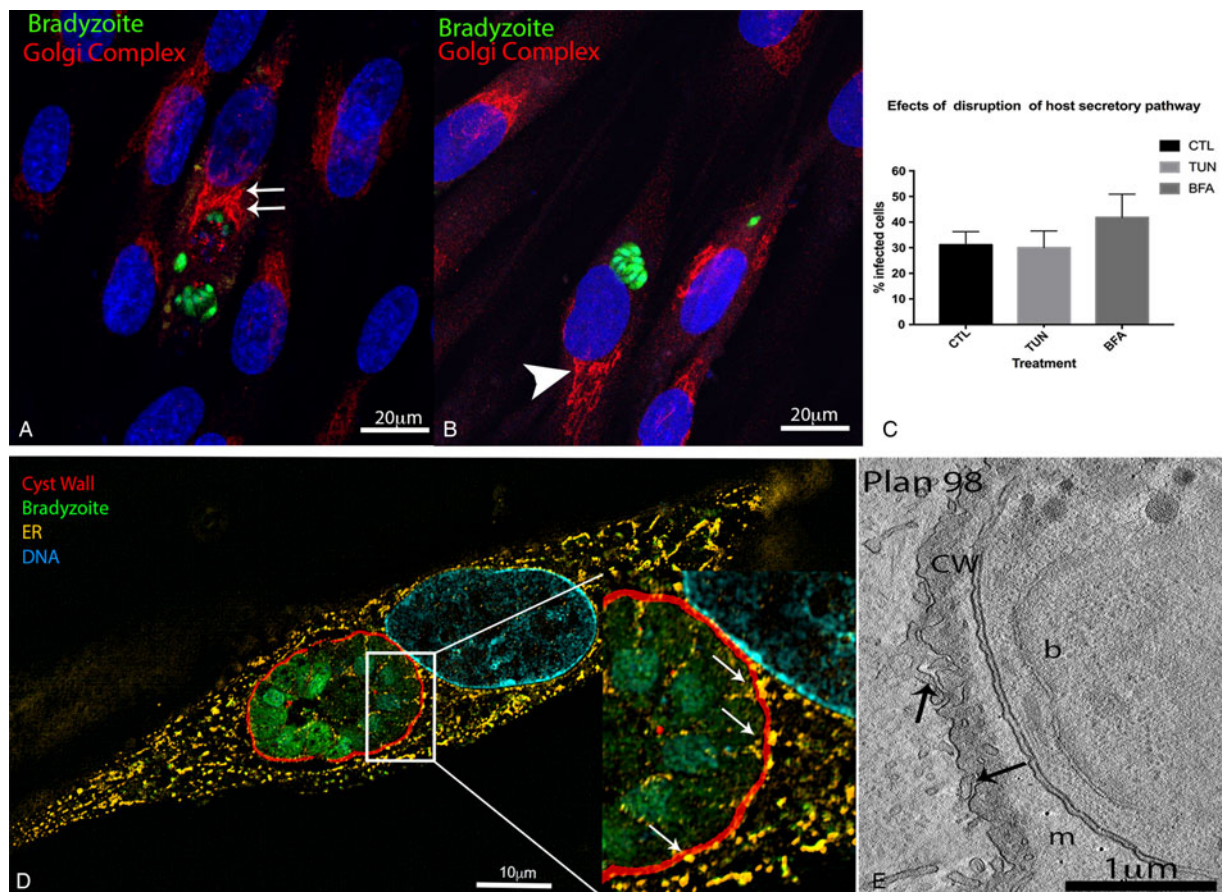 Bradyzoite
Golgi Complex
20µm
A
Bradyzoite
Golgi Complex
20µm
B
Efects of disruption of host secretory pathway
CTL
TUN
BFA
% infected cells
60
50
40
30
20
10
0
CTL
TUN
BFA
Treatment
C
Cyst Wall
Bradyzoite
ER
DNA
10µm
D
Plan 98
CW
b
m
1µm
E